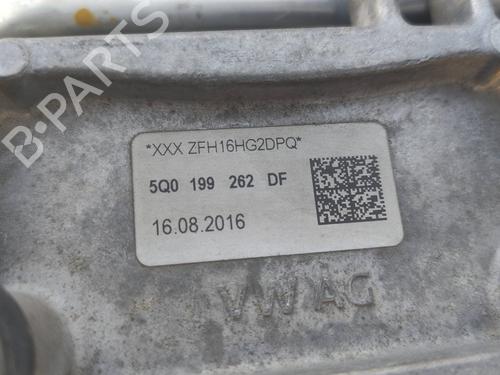 B-PARTS
*XXX ZFH16HG2DPQ*
5Q0 199 262 DF
16.08.2016
VW AG